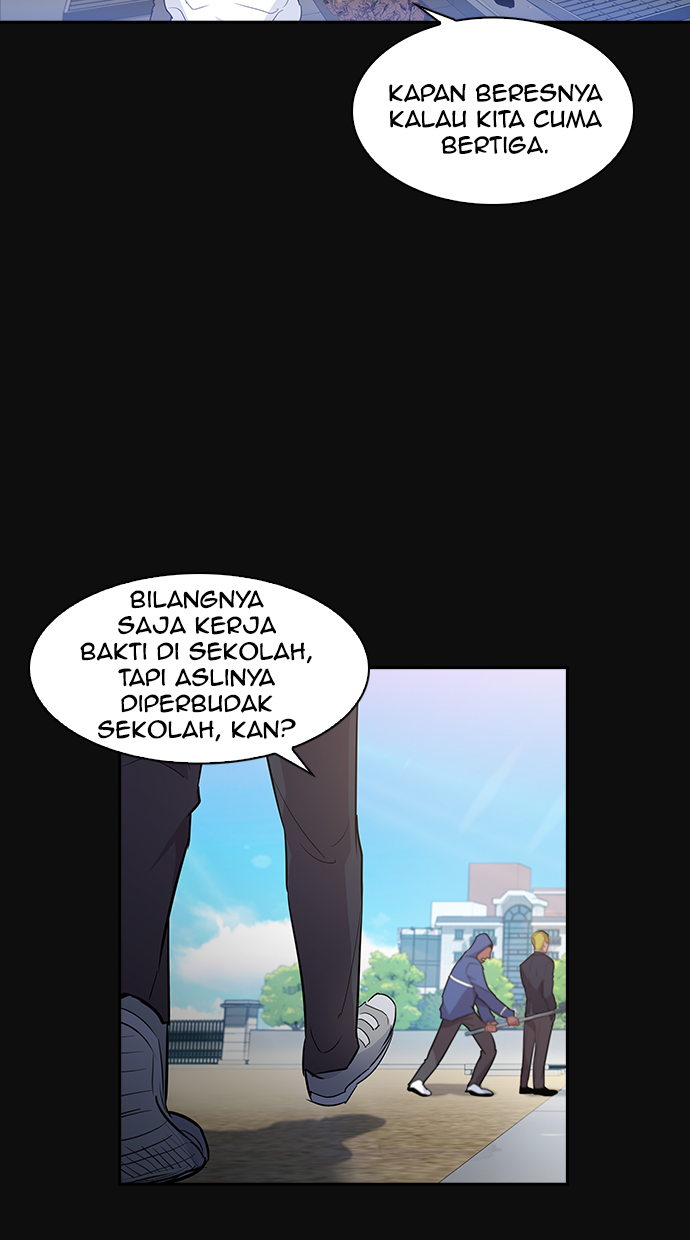 KAPAN BERESNYA
KALAU KITA CUMA
BERTIGA.
BILANGNYA
SAJA KERJA
BAKTI DI SEKOLAH,
TAPI ASLINYA
DIPERBUDAK
SEKOLAH, KAN?